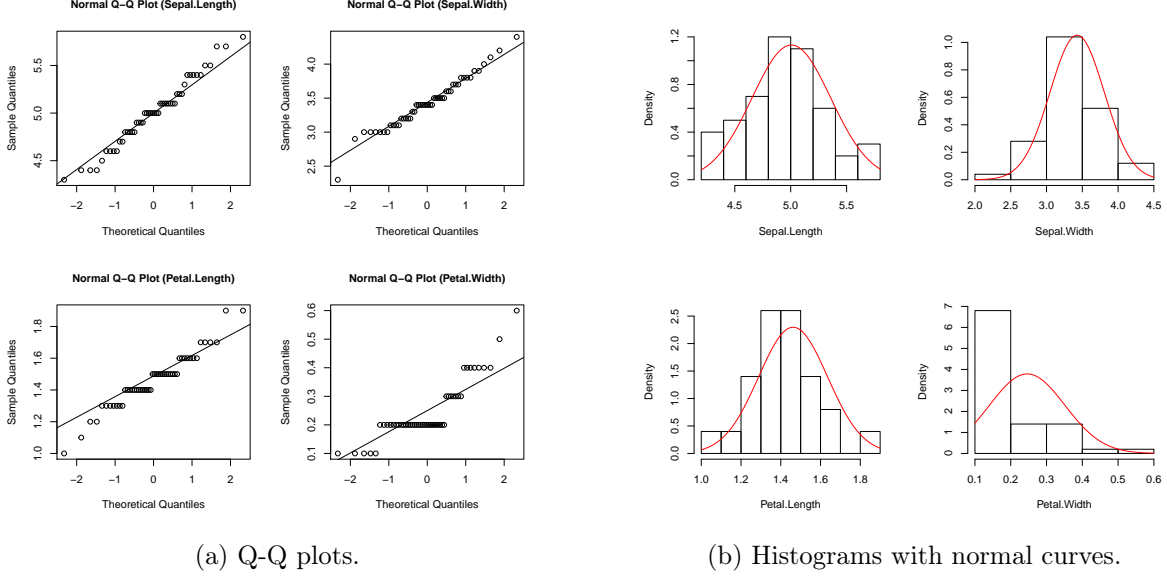 Normal Q−Q Plot (Sepal.Length)
Sample Quantiles
4.5 5.0 5.5
−2 −1 0 1 2
Theoretical Quantiles
Normal Q−Q Plot (Sepal.Width)
Sample Quantiles
2.5 3.0 3.5 4.0
−2 −1 0 1 2
Theoretical Quantiles
Normal Q−Q Plot (Petal.Length)
Sample Quantiles
1.0 1.2 1.4 1.6 1.8
−2 −1 0 1 2
Theoretical Quantiles
Normal Q−Q Plot (Petal.Width)
Sample Quantiles
0.1 0.2 0.3 0.4 0.5 0.6
−2 −1 0 1 2
Theoretical Quantiles
(a) Q-Q plots.
Density
0.0 0.4 0.8 1.2
4.5 5.0 5.5
Sepal.Length
Density
0.0 0.2 0.4 0.6 0.8 1.0
2.0 2.5 3.0 3.5 4.0 4.5
Sepal.Width
Density
0.0 0.5 1.0 1.5 2.0 2.5
1.0 1.2 1.4 1.6 1.8
Petal.Length
Density
0 1 2 3 4 5 6 7
0.1 0.2 0.3 0.4 0.5 0.6
Petal.Width
(b) Histograms with normal curves.